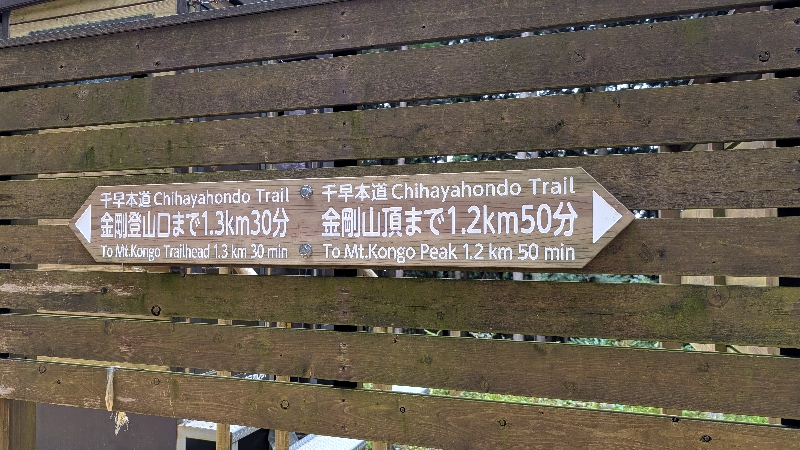 千早本道 Chihayahondo Trail
金剛登山口まで1.3km30分
To Mt.Kongo Trailhead 1.3 km 30 min
千早本道 Chihayahondo Trail
金剛山頂まで1.2km50分
To Mt.Kongo Peak 1.2 km 50 min